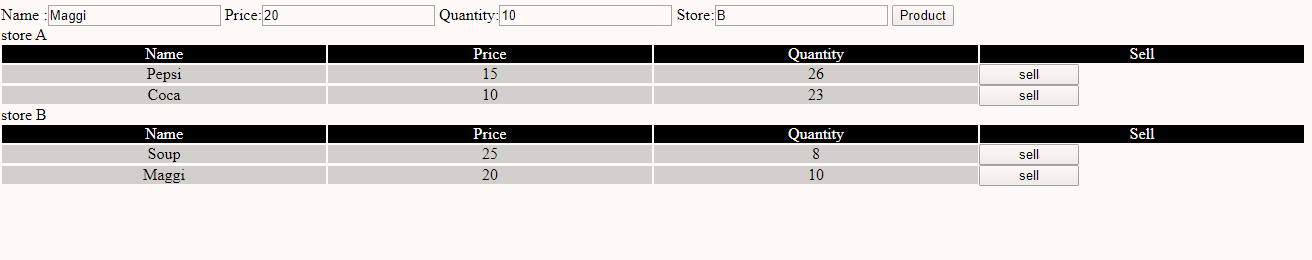 Name :Maggi Price:20 Quantity:10 Store:B Product
store A
Name Price Quantity Sell
Pepsi 15 26 sell
Coca 10 23 sell
store B
Name Price Quantity Sell
Soup 25 8 sell
Maggi 20 10 sell